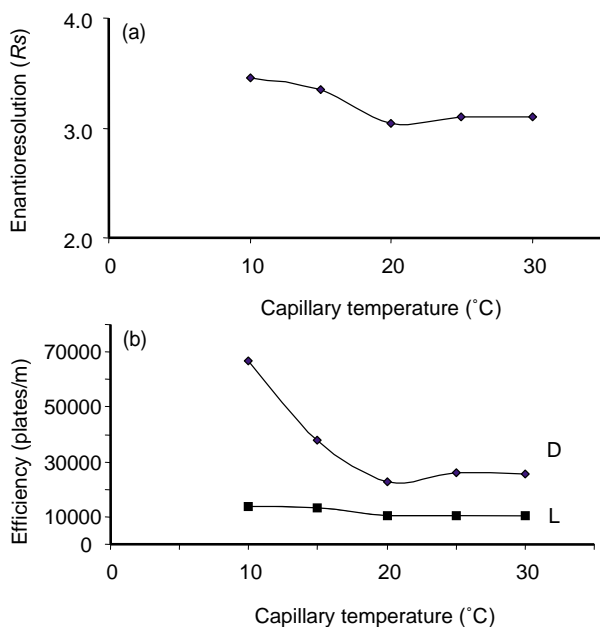 (a)
Enantioresolution (Rs)
4.0
3.0
2.0
0 10 20 30
Capillary temperature (˚C)
(b)
Efficiency (plates/m)
70000
50000
30000
10000
0
D
L
0 10 20 30
Capillary temperature (˚C)